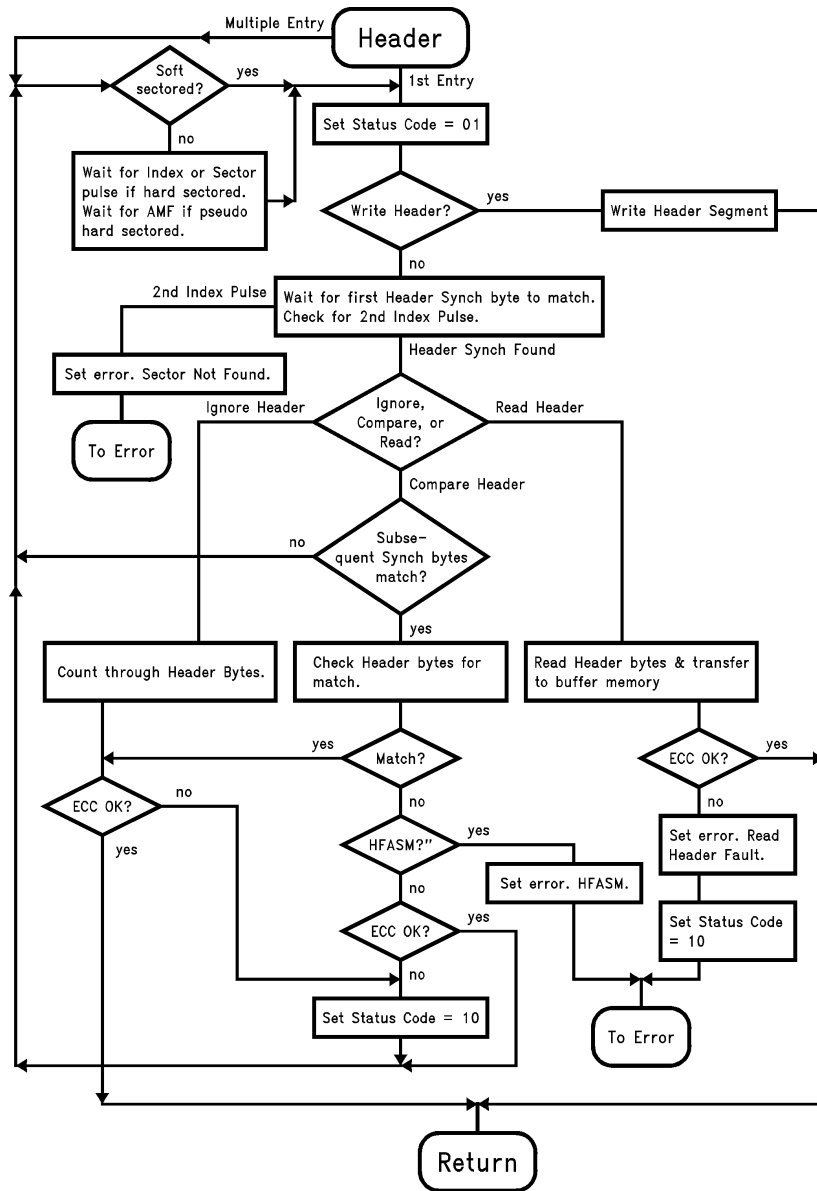 Multiple Entry
Header
Soft
sectored?
yes
1st Entry
Set Status Code = 01
no
Wait for Index or Sector
pulse if hard sectored.
Wait for AMF if pseudo
hard sectored.
Write Header?
yes
Write Header Segment
no
2nd Index Pulse
Wait for first Header Synch byte to match.
Check for 2nd Index Pulse.
Header Synch Found
Set error. Sector Not Found.
Ignore Header
Ignore,
Compare, or
Read?
Read Header
To Error
Compare Header
no
Subse-
quent Synch bytes
match?
yes
Count through Header Bytes.
Check Header bytes for
match.
Read Header bytes & transfer
to buffer memory
yes
Match?
ECC OK?
yes
ECC OK?
no
no
no
yes
HFASM?"
yes
Set error. Read
Header Fault.
no
Set error. HFASM.
ECC OK?
yes
Set Status Code
= 10
no
Set Status Code = 10
To Error
Return